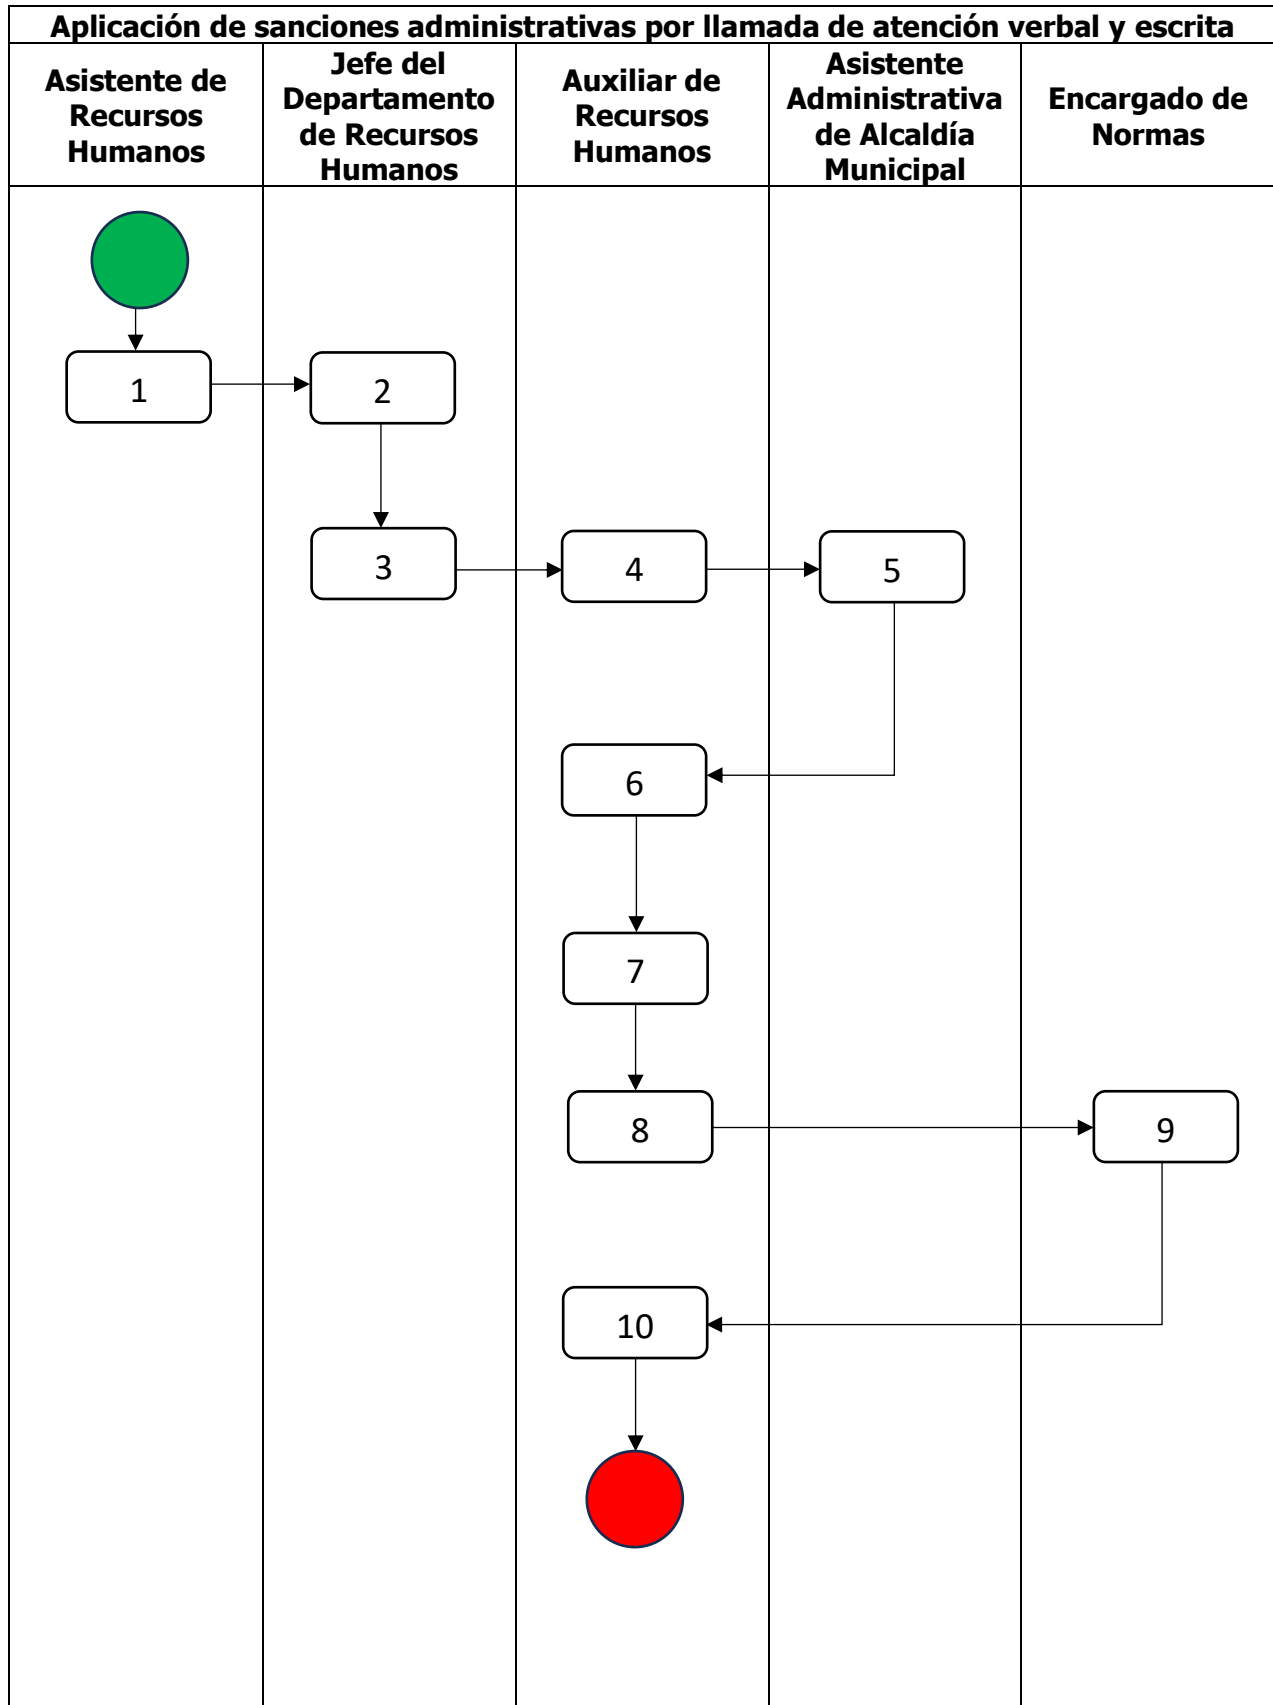 Aplicación de sanciones administrativas por llamada de atención verbal y escrita
Asistente de
Recursos
Humanos
Jefe del
Departamento
de Recursos
Humanos
Auxiliar de
Recursos
Humanos
Asistente
Administrativa
de Alcaldía
Municipal
Encargado de
Normas
1
2
3
4
5
6
7
8
9
10